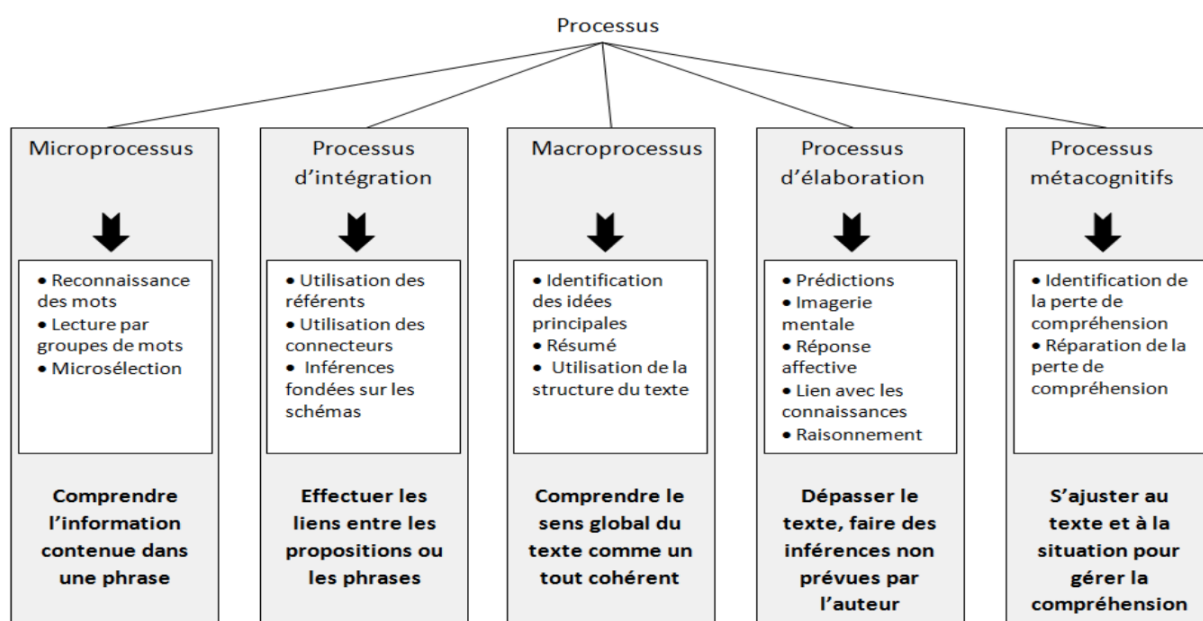 Processus
Microprocessus
• Reconnaissance
des mots
• Lecture par
groupes de mots
• Microsélection
Comprendre
l’information
contenue dans
une phrase
Processus
d’intégration
• Utilisation des
référents
• Utilisation des
connecteurs
• Inférences
fondées sur les
schémas
Effectuer les
liens entre les
propositions ou
les phrases
Macroprocessus
• Identification
des idées
principales
• Résumé
• Utilisation de la
structure du texte
Comprendre le
sens global du
texte comme un
tout cohérent
Processus
d’élaboration
• Prédictions
• Imagerie
mentale
• Réponse
affective
• Lien avec les
connaissances
• Raisonnement
Dépasser le
texte, faire des
inférences non
prévues par
l’auteur
Processus
métacognitifs
• Identification de
la perte de
compréhension
• Réparation de la
perte de
compréhension
S’ajuster au
texte et à la
situation pour
gérer la
compréhension